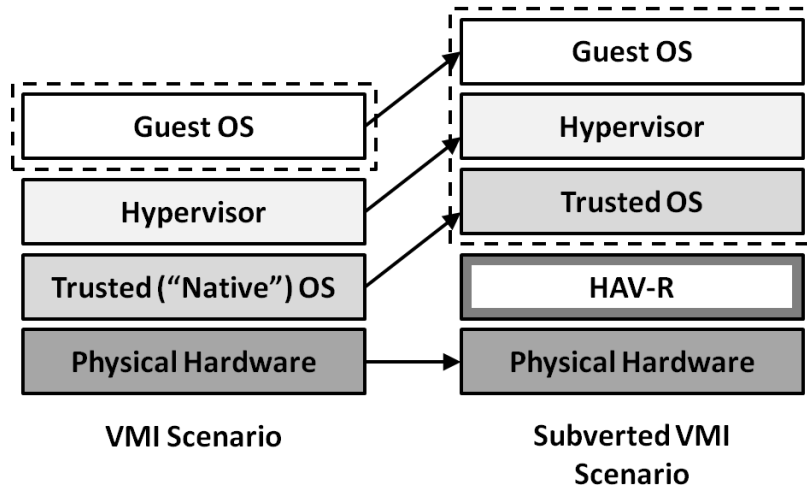 Guest OS
Hypervisor
Trusted (“Native”) OS
Physical Hardware
VMI Scenario
Guest OS
Hypervisor
Trusted OS
HAV-R
Physical Hardware
Subverted VMI
Scenario